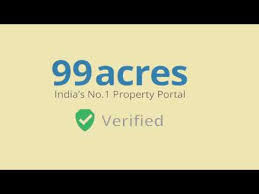 99acres
India's No.1 Property Portal
Verified